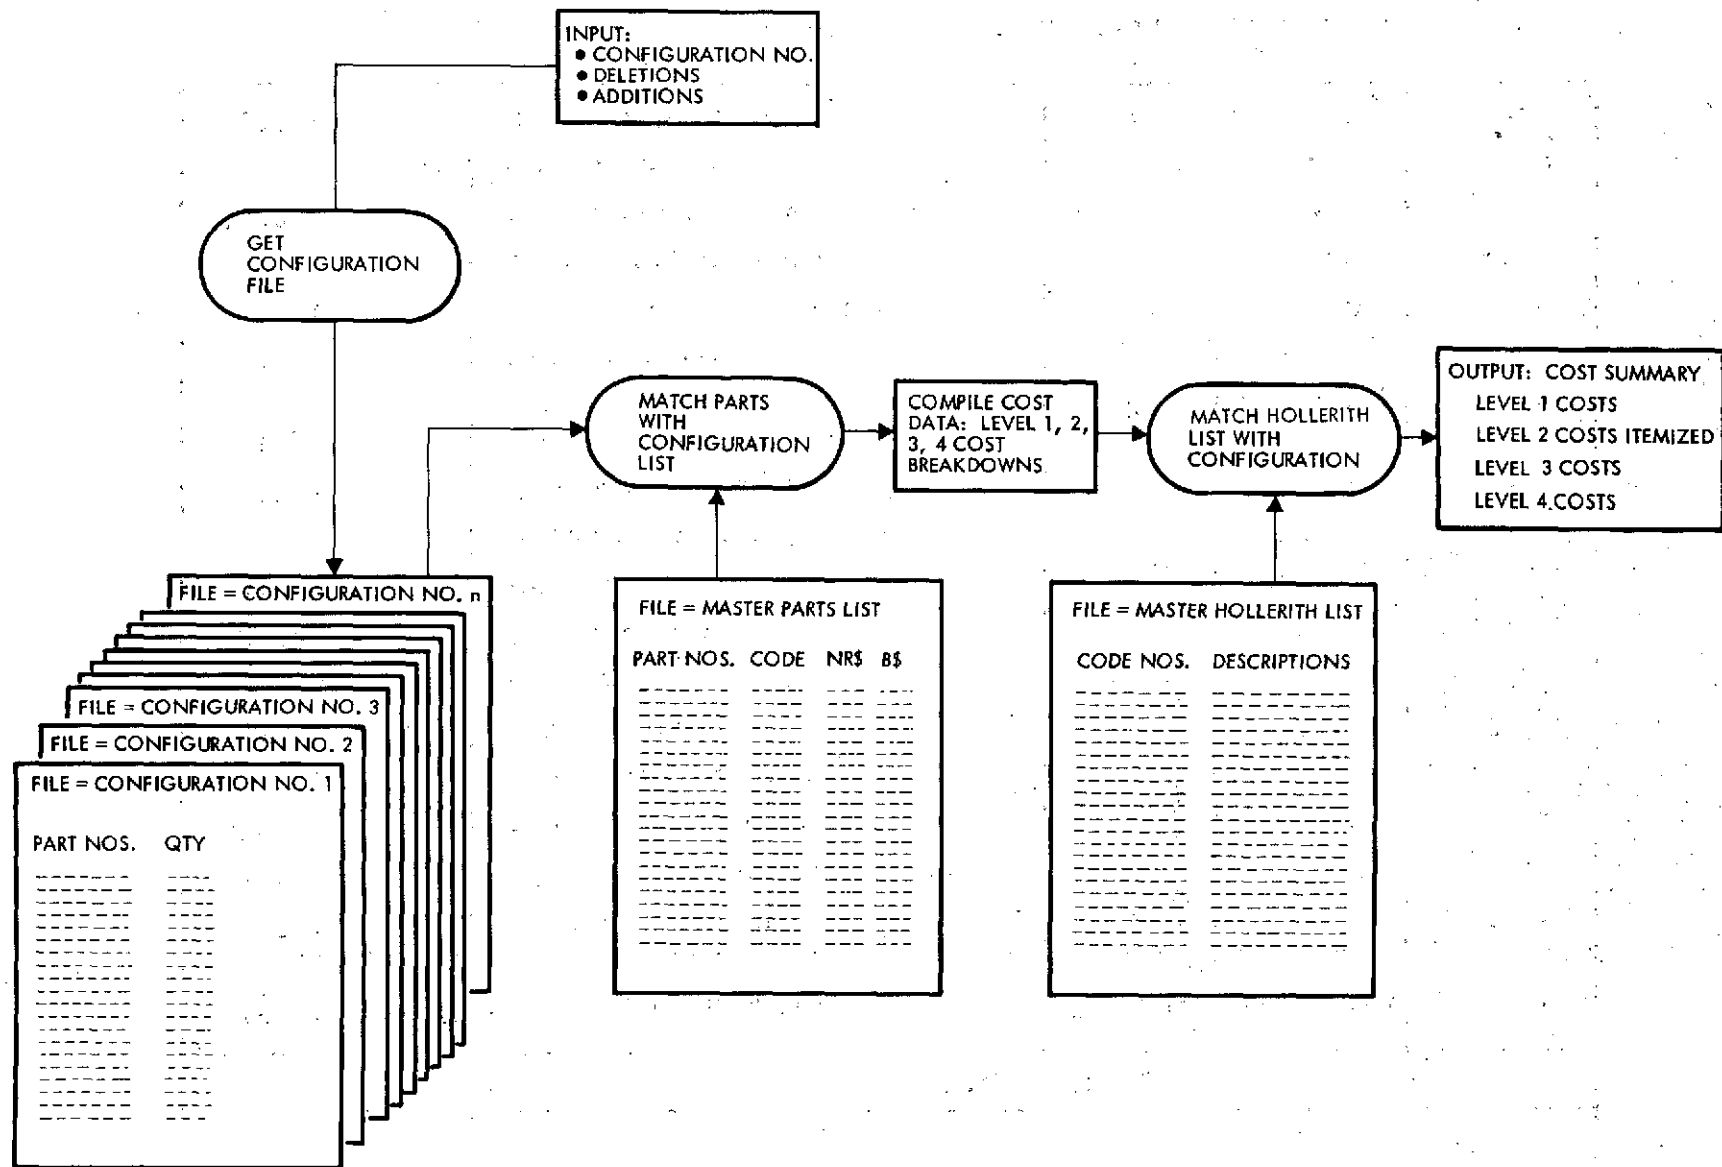 INPUT:
• CONFIGURATION NO.
• DELETIONS
• ADDITIONS
GET
CONFIGURATION
FILE
MATCH PARTS
WITH
CONFIGURATION
LIST
COMPILE COST
DATA: LEVEL 1, 2,
3, 4 COST
BREAKDOWNS
MATCH HOLLERITH
LIST WITH
CONFIGURATION
OUTPUT: COST SUMMARY
LEVEL 1 COSTS
LEVEL 2 COSTS ITEMIZED
LEVEL 3 COSTS
LEVEL 4 COSTS
FILE = CONFIGURATION NO. n
FILE = CONFIGURATION NO. 3
FILE = CONFIGURATION NO. 2
FILE = CONFIGURATION NO. 1
PART NOS. QTY
FILE = MASTER PARTS LIST
PART NOS. CODE NR$ B$
FILE = MASTER HOLLERITH LIST
CODE NOS. DESCRIPTIONS